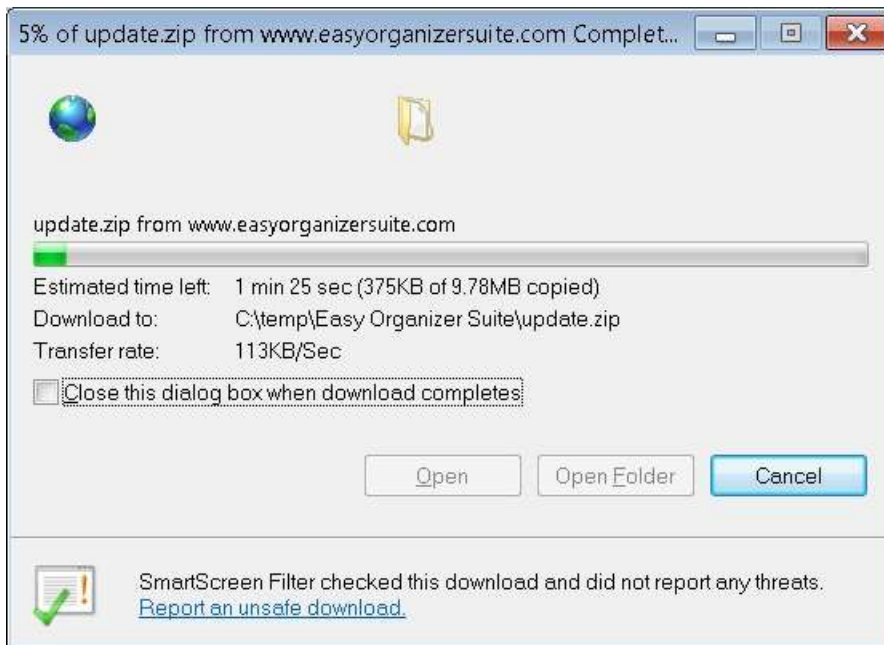 5% of update.zip from www.easyorganizersuite.com Complet...
update.zip from www.easyorganizersuite.com
Estimated time left: 1 min 25 sec (375KB of 9.78MB copied)
Download to: C:\temp\Easy Organizer Suite\update.zip
Transfer rate: 113KB/Sec
Close this dialog box when download completes
Open Open Folder Cancel
SmartScreen Filter checked this download and did not report any threats.
Report an unsafe download.